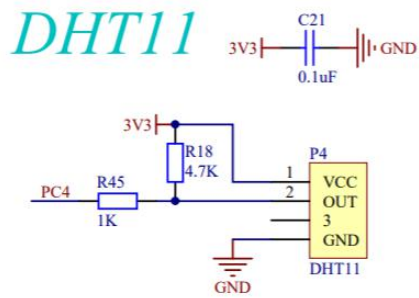 DHT11
C21
3V3
GND
0.1uF
3V3
R18
4.7K
P4
PC4
R45
1K
1
VCC
2
OUT
3
GND
DHT11
GND